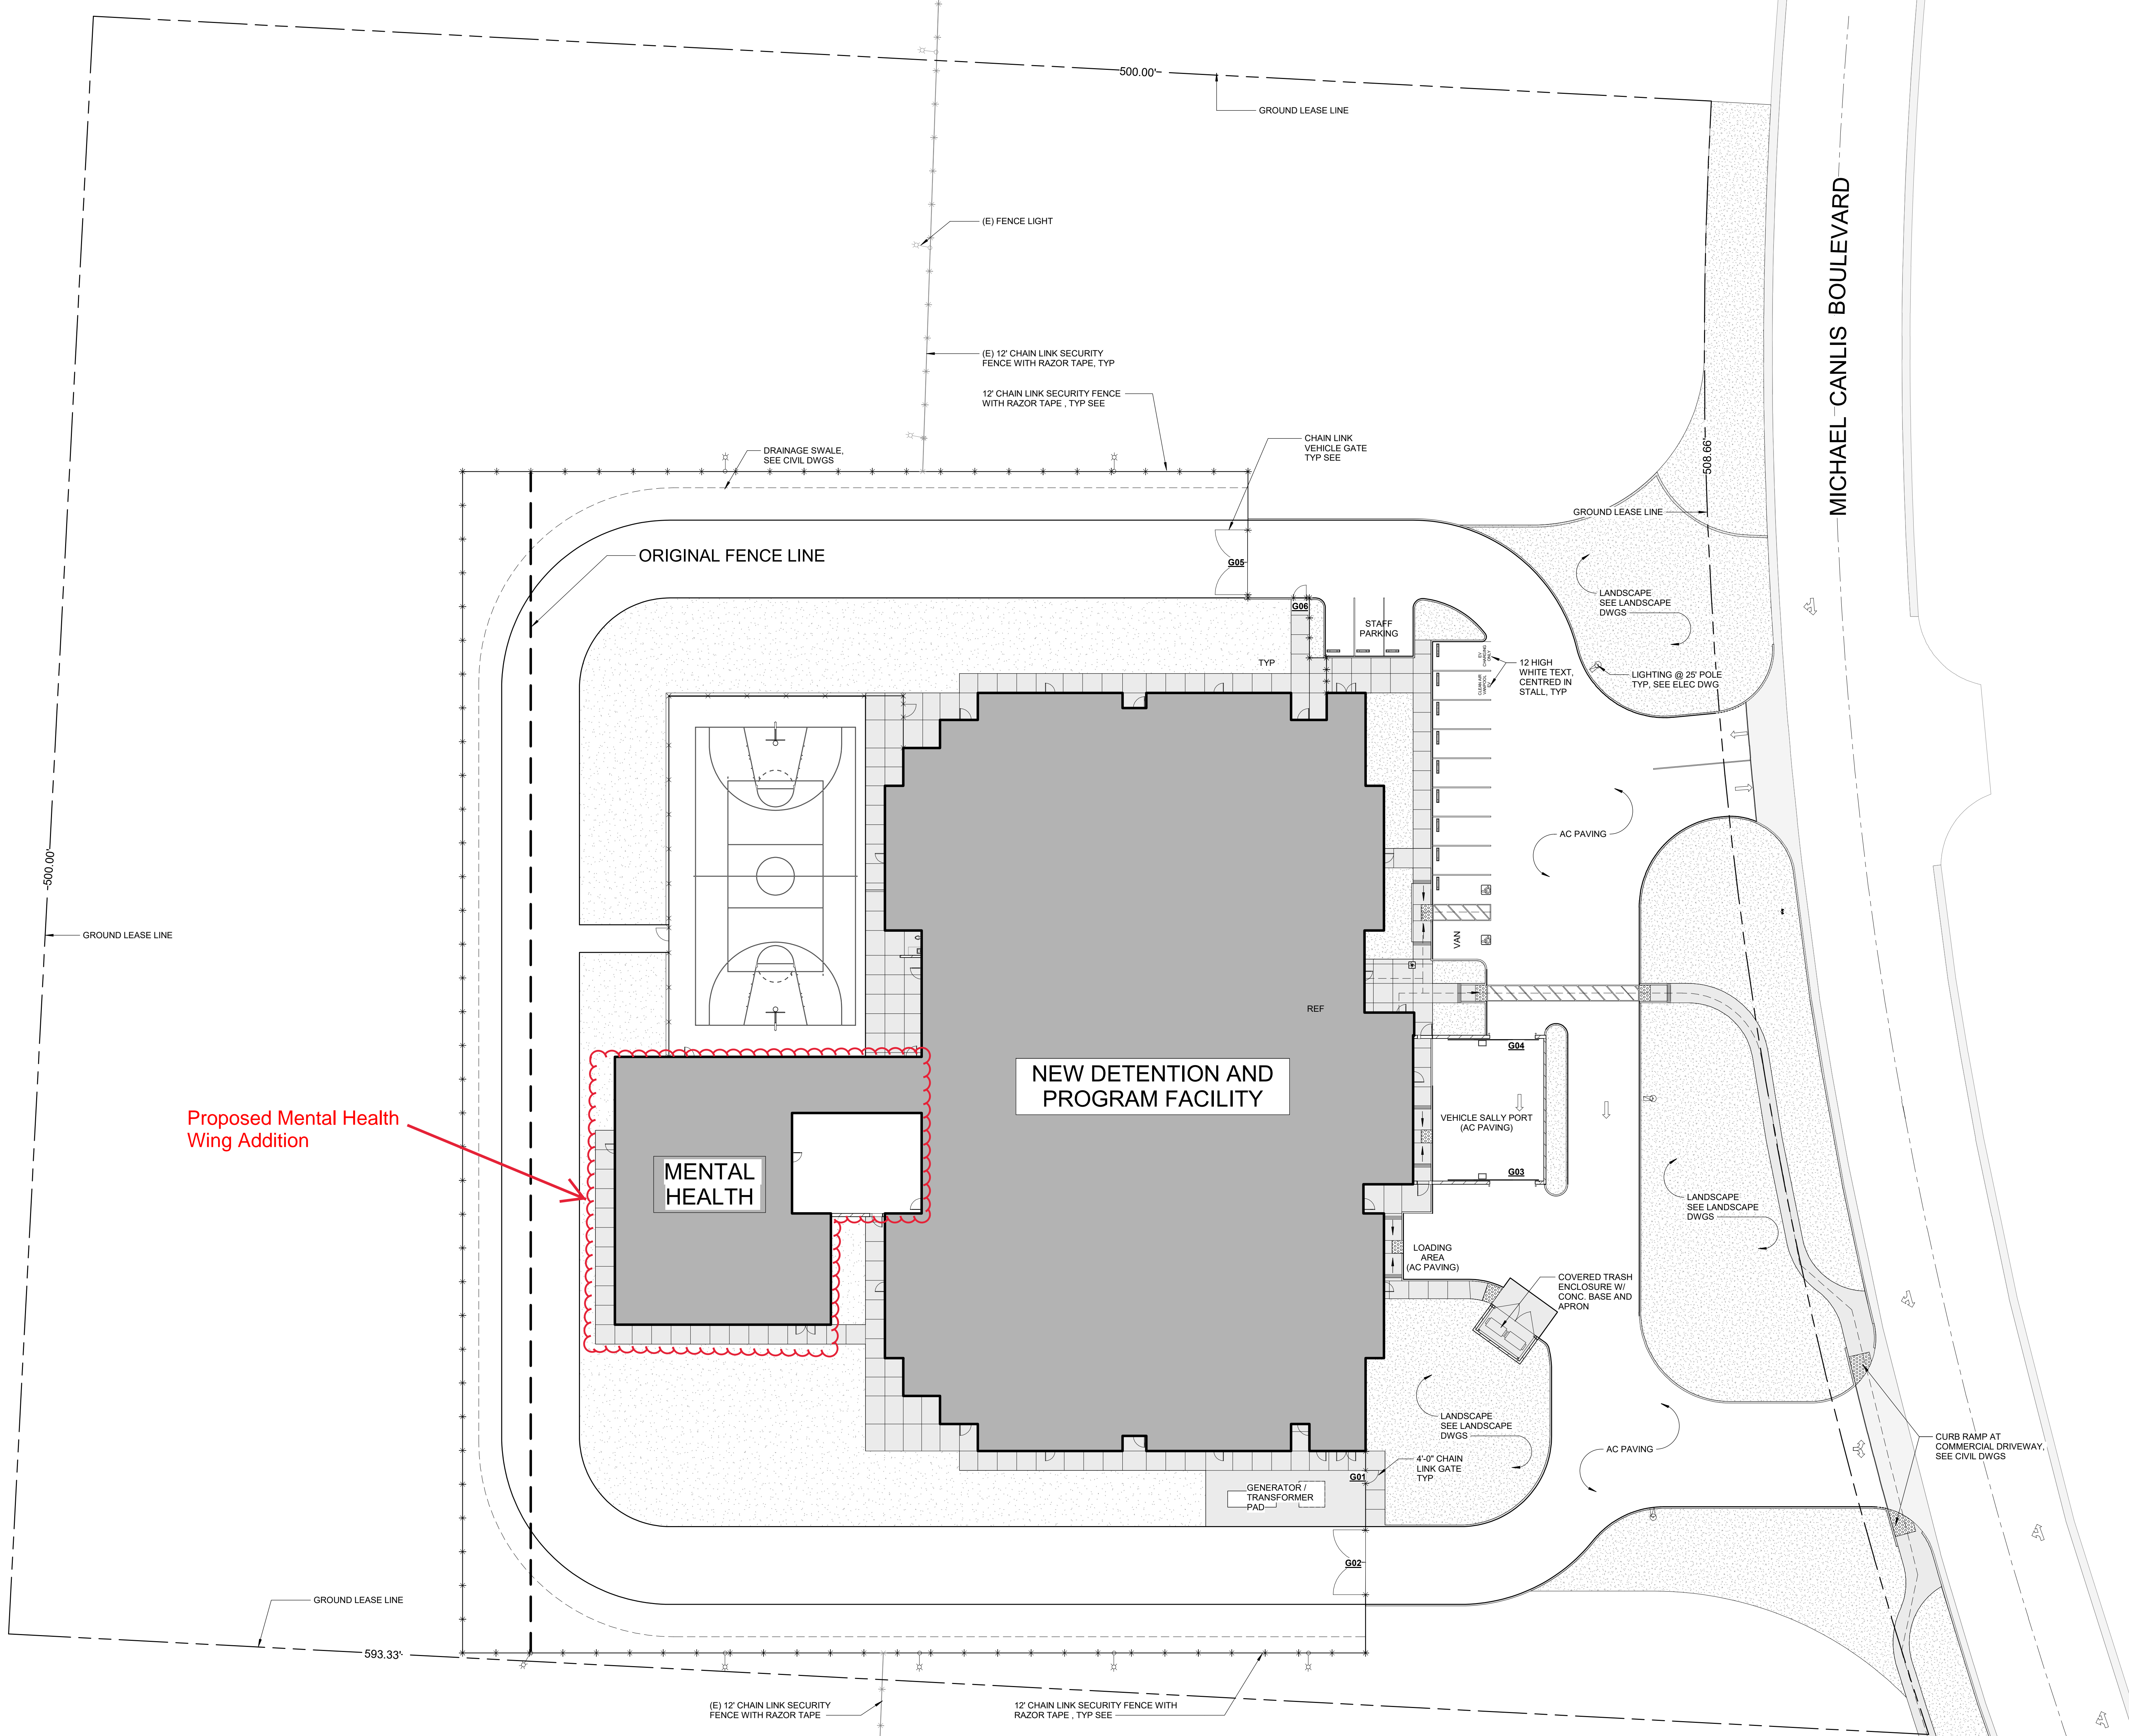 500.00'
GROUND LEASE LINE
MICHAEL CANLIS BOULEVARD
(E) FENCE LIGHT
(E) 12' CHAIN LINK SECURITY
FENCE WITH RAZOR TAPE, TYP
12' CHAIN LINK SECURITY FENCE
WITH RAZOR TAPE , TYP SEE
CHAIN LINK
VEHICLE GATE
TYP SEE
DRAINAGE SWALE,
SEE CIVIL DWGS
508.66'
GROUND LEASE LINE
ORIGINAL FENCE LINE
G05
G06
LANDSCAPE
SEE LANDSCAPE
DWGS
STAFF
PARKING
TYP
EV
CHARGING
ONLY
CLEAN AIR
VANPOOL
EV
12 HIGH
WHITE TEXT,
CENTRED IN
STALL, TYP
LIGHTING @ 25' POLE
TYP, SEE ELEC DWG
AC PAVING
500.00'
GROUND LEASE LINE
VAN
REF
G04
NEW DETENTION AND
PROGRAM FACILITY
Proposed Mental Health
Wing Addition
VEHICLE SALLY PORT
(AC PAVING)
MENTAL
HEALTH
G03
LANDSCAPE
SEE LANDSCAPE
DWGS
LOADING
AREA
(AC PAVING)
COVERED TRASH
ENCLOSURE W/
CONC. BASE AND
APRON
LANDSCAPE
SEE LANDSCAPE
DWGS
AC PAVING
CURB RAMP AT
COMMERCIAL DRIVEWAY,
SEE CIVIL DWGS
4'-0" CHAIN
LINK GATE
TYP
G01
GENERATOR /
TRANSFORMER
PAD
G02
GROUND LEASE LINE
593.33'
(E) 12' CHAIN LINK SECURITY
FENCE WITH RAZOR TAPE
12' CHAIN LINK SECURITY FENCE WITH
RAZOR TAPE , TYP SEE